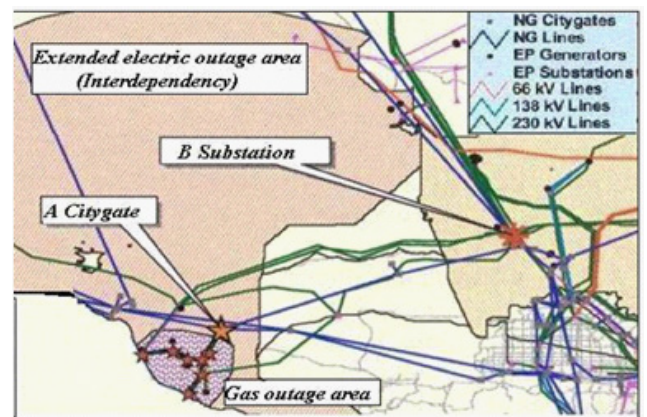 Extended electric outage area
(Interdependency)
NG Citygates
NG Lines
EP Generators
EP Substations
66 kV Lines
138 kV Lines
230 kV Lines
B Substation
A Citygate
Gas outage area